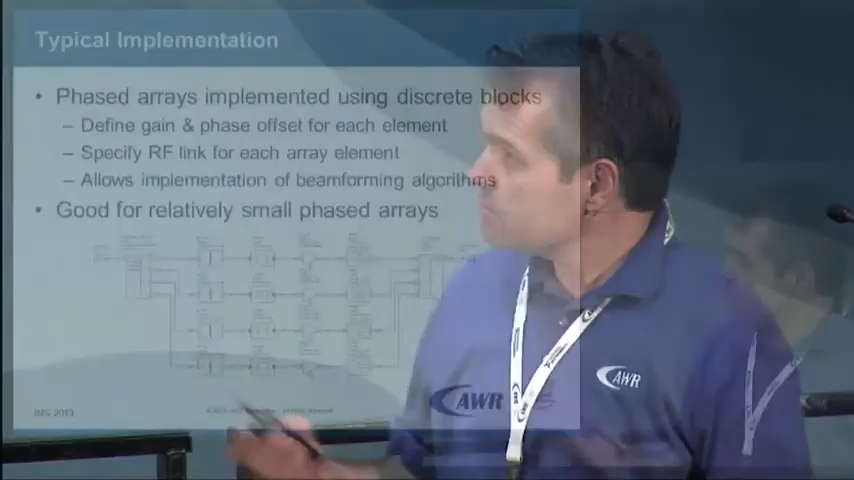 Typical Implementation
• Phased arrays implemented using discrete blocks
– Define gain & phase offset for each element
– Specify RF link for each array element
– Allows implementation of beamforming algorithms
• Good for relatively small phased arrays
AWR
AWR
IMS 2013